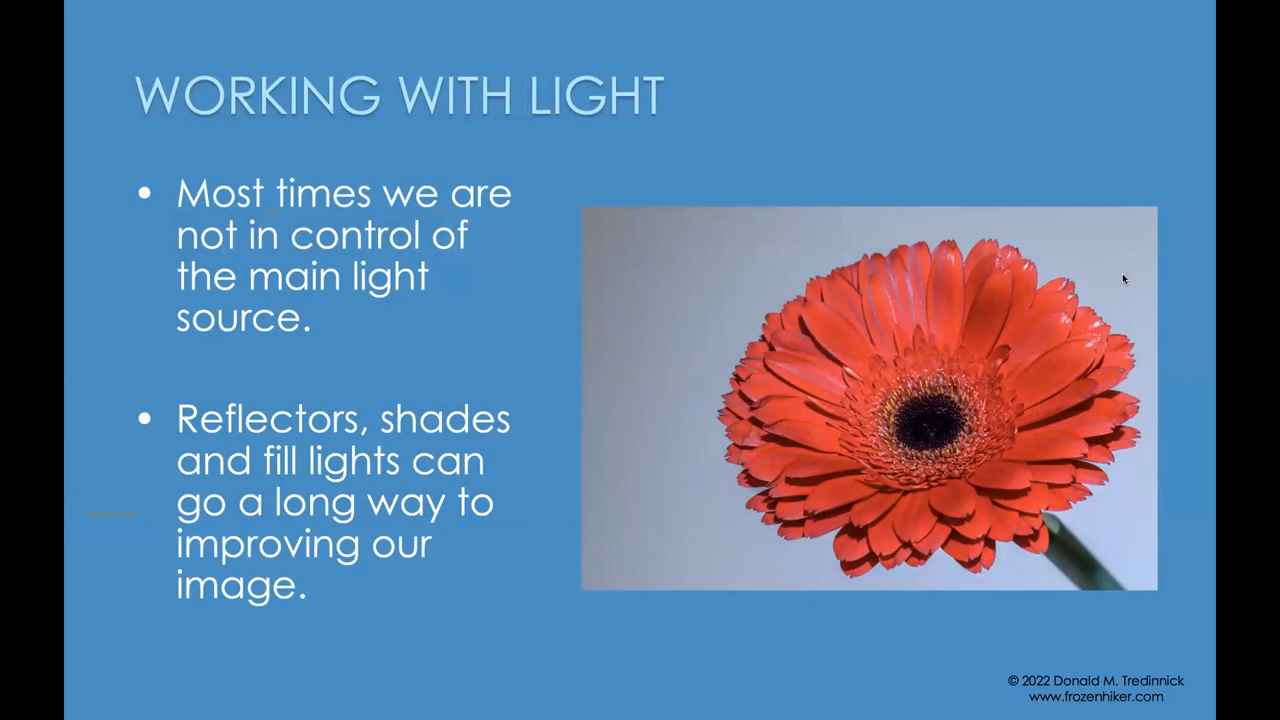 WORKING WITH LIGHT
• Most times we are
not in control of
the main light
source.
• Reflectors, shades
and fill lights can
go a long way to
improving our
image.
© 2022 Donald M. Tredinnick
www.frozenhiker.com